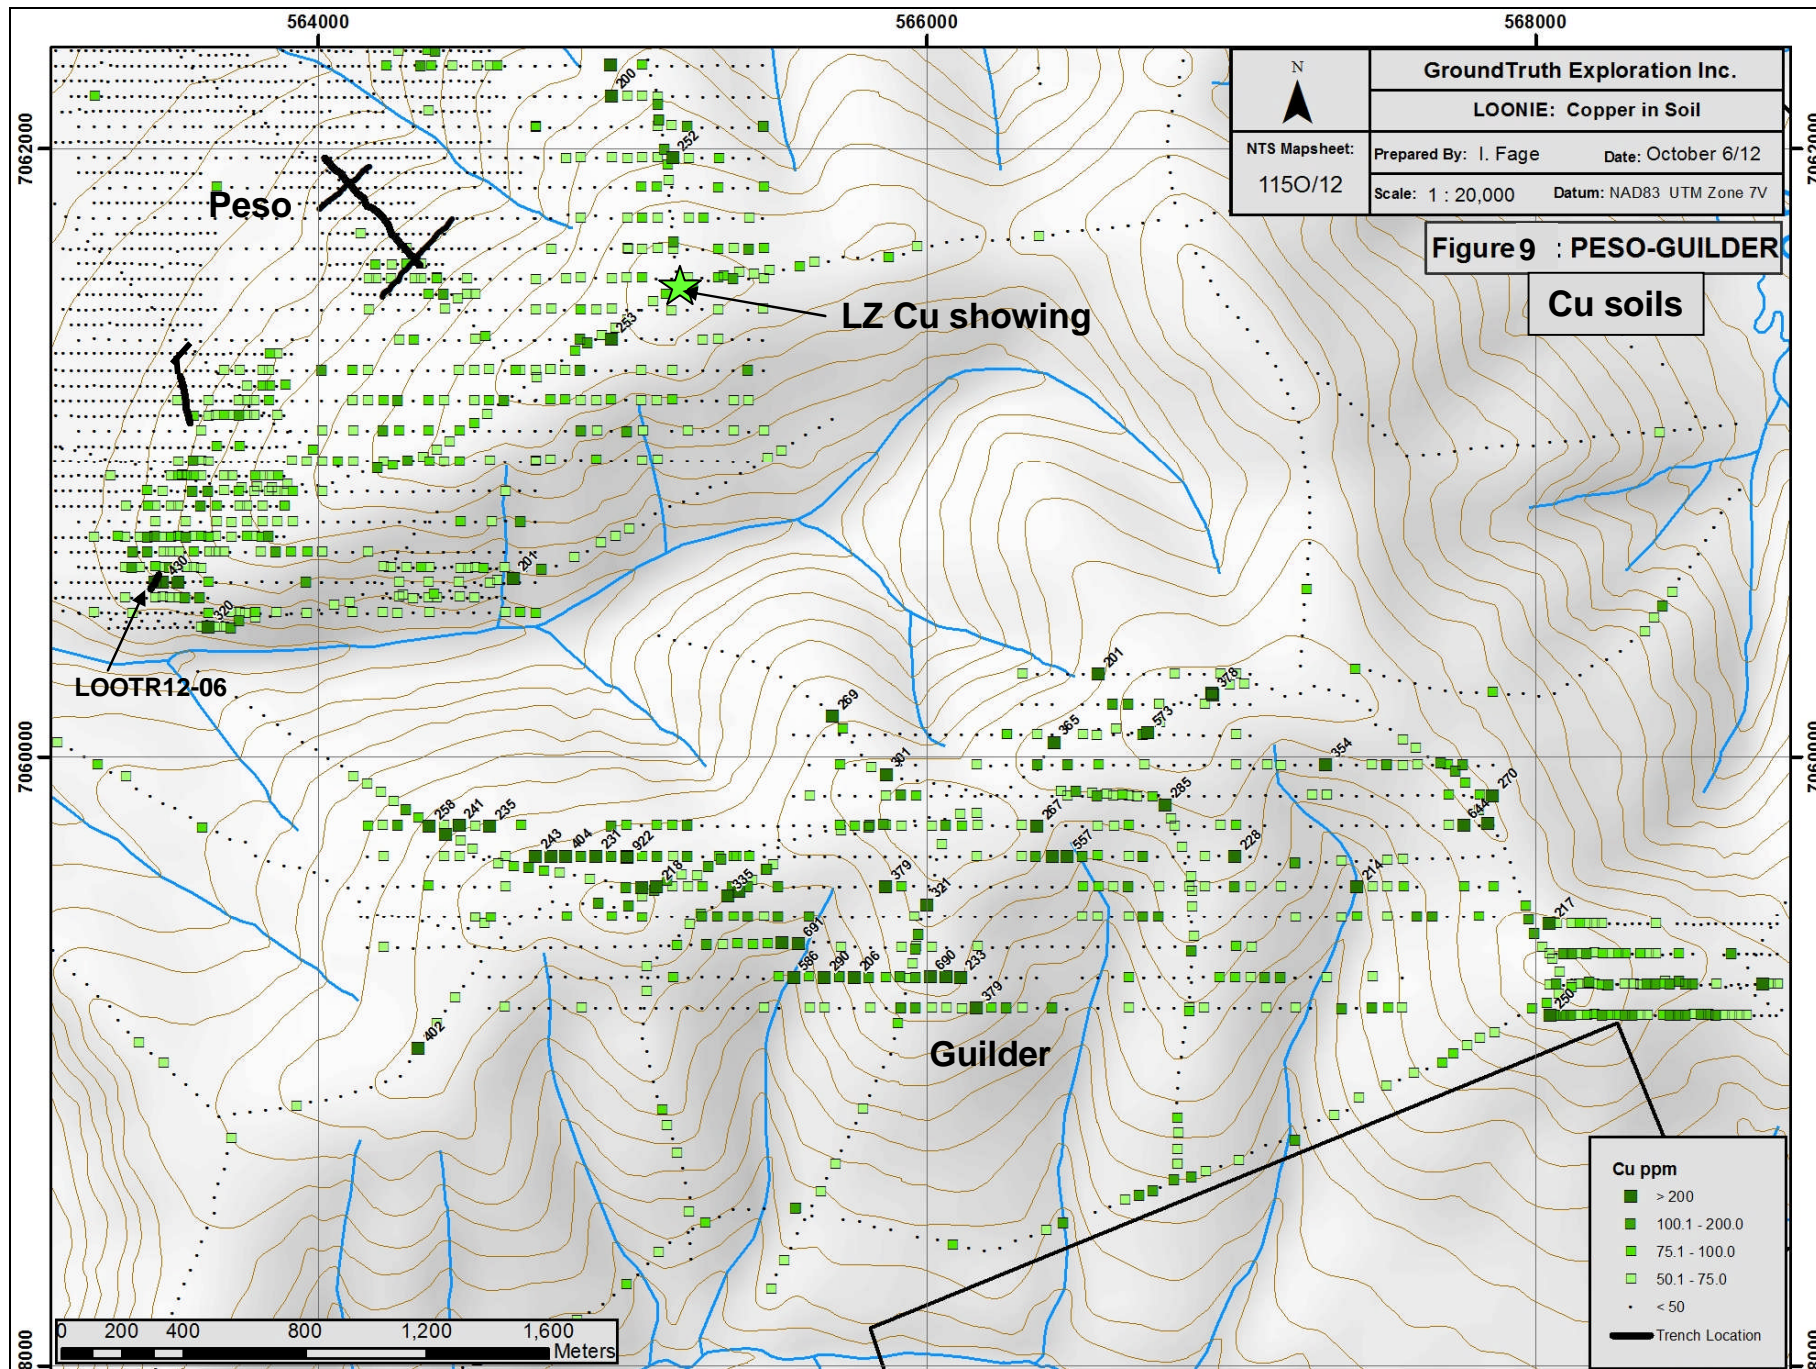 564000
566000
568000
7062000
7062000
7060000
7060000
8000
8000
N
GroundTruth Exploration Inc.
LOONIE: Copper in Soil
NTS Mapsheet:
115O/12
Prepared By: I. Fage
Date: October 6/12
Scale: 1 : 20,000
Datum: NAD83 UTM Zone 7V
Figure 9 : PESO-GUILDER
Cu soils
200
252
Peso
LZ Cu showing
253
430
201
320
LOOTR12-06
201
378
269
365
573
301
354
258
241
235
285
270
267
644
243
404
231
922
557
228
218
335
379
321
214
217
691
586
290
206
690
233
379
250
402
Guilder
Cu ppm
> 200
100.1 - 200.0
75.1 - 100.0
50.1 - 75.0
< 50
Trench Location
0 200 400 800 1,200 1,600
Meters